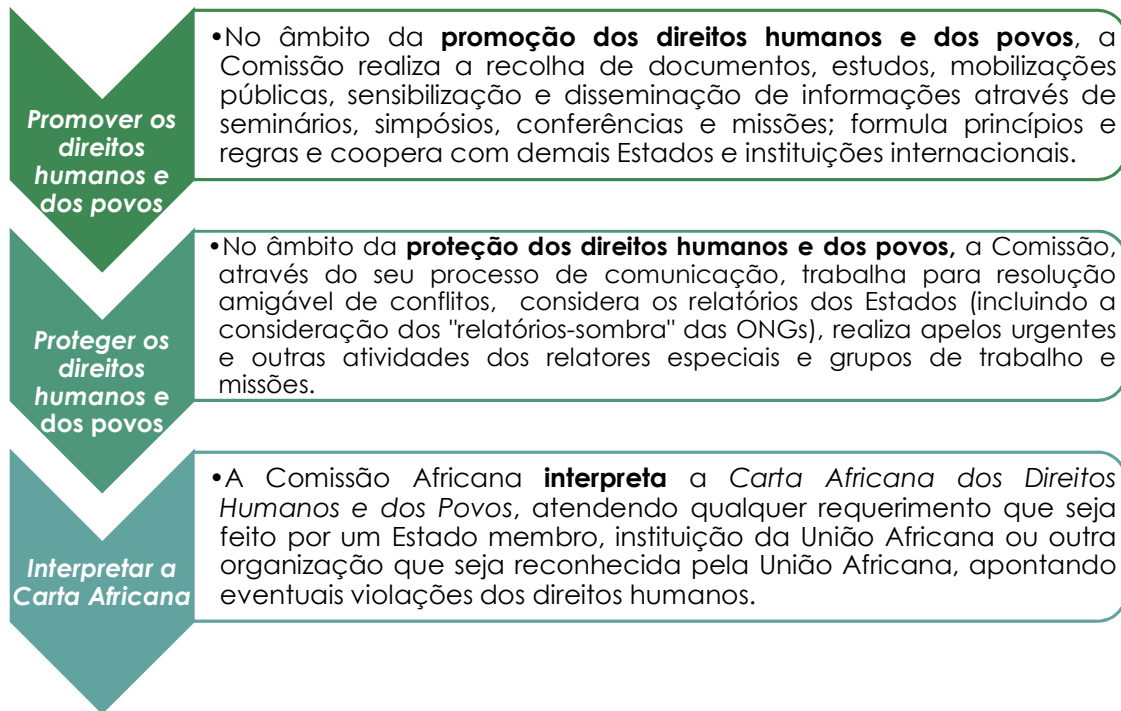 Promover os
direitos
humanos e
dos povos
•No âmbito da promoção dos direitos humanos e dos povos, a
Comissão realiza a recolha de documentos, estudos, mobilizações
públicas, sensibilização e disseminação de informações através de
seminários, simpósios, conferências e missões; formula princípios e
regras e coopera com demais Estados e instituições internacionais.
Proteger os
direitos
humanos e
dos povos
•No âmbito da proteção dos direitos humanos e dos povos, a Comissão,
através do seu processo de comunicação, trabalha para resolução
amigável de conflitos, considera os relatórios dos Estados (incluindo a
consideração dos "relatórios-sombra" das ONGs), realiza apelos urgentes
e outras atividades dos relatores especiais e grupos de trabalho e
missões.
Interpretar a
Carta Africana
•A Comissão Africana interpreta a Carta Africana dos Direitos
Humanos e dos Povos, atendendo qualquer requerimento que seja
feito por um Estado membro, instituição da União Africana ou outra
organização que seja reconhecida pela União Africana, apontando
eventuais violações dos direitos humanos.